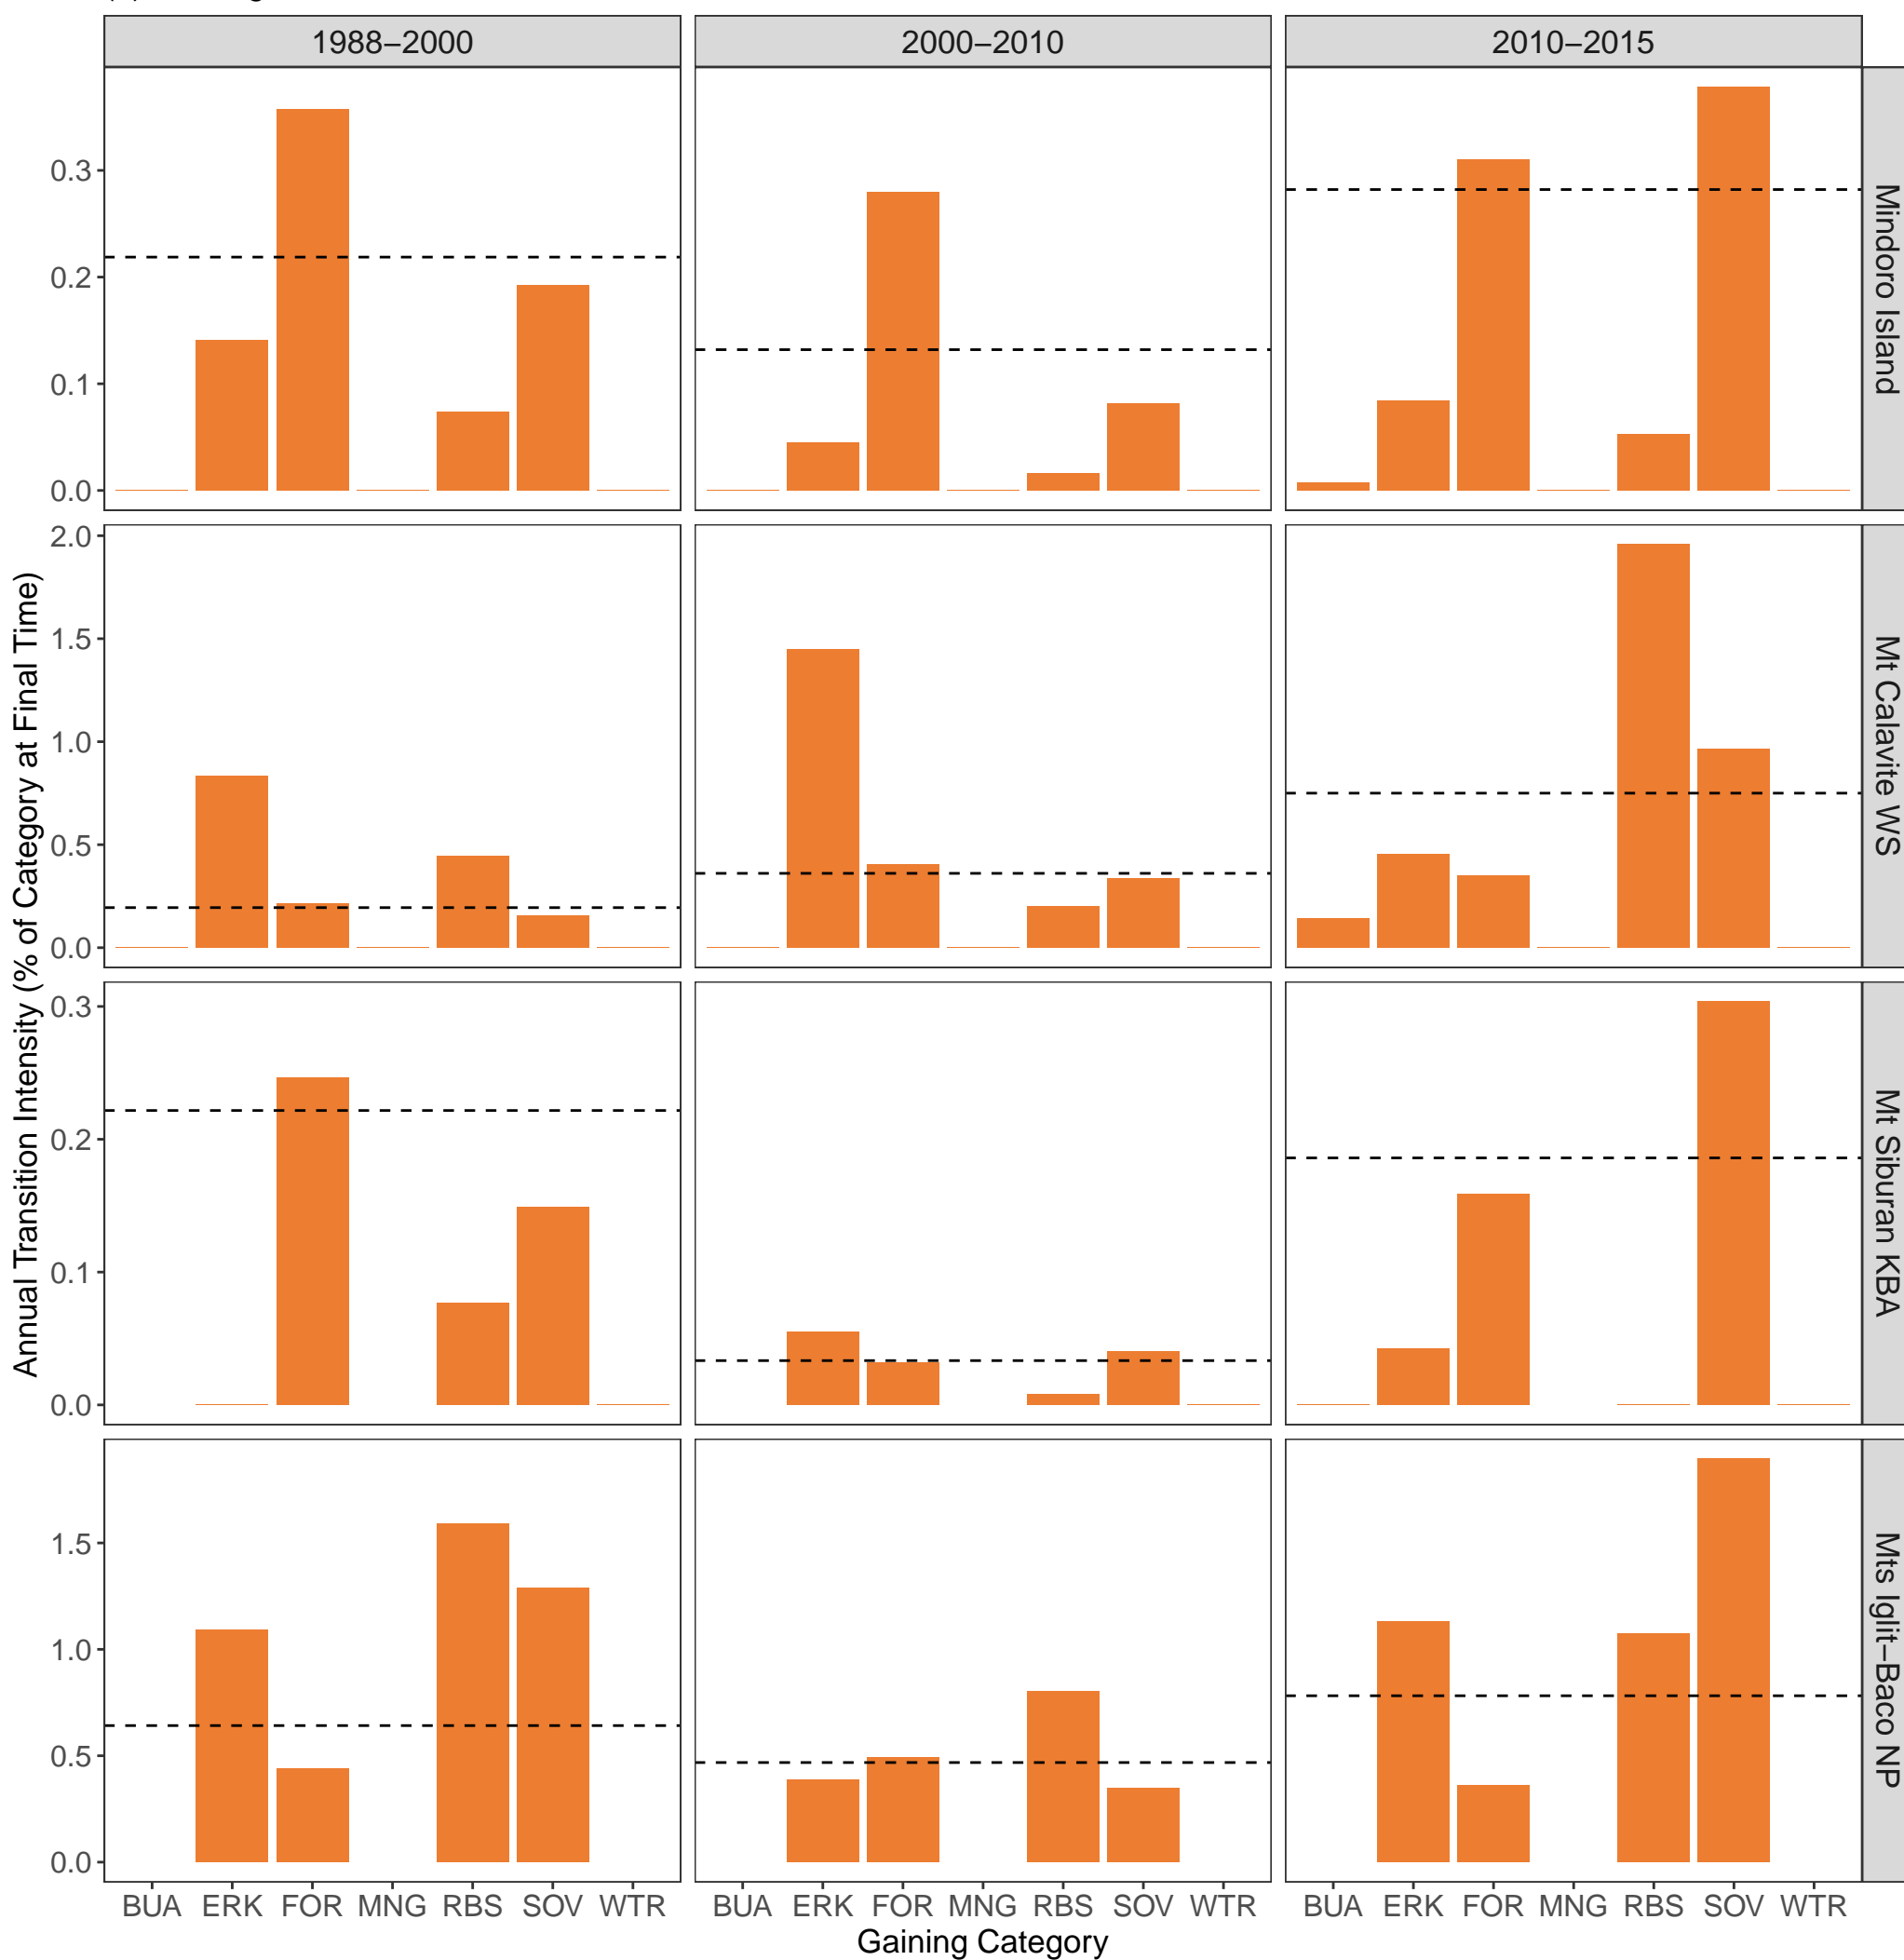 1988–2000
2000–2010
2010–2015
Annual Transition Intensity (% of Category at Final Time)
0.3
0.2
0.1
0.0
Mindoro Island
2.0
1.5
1.0
0.5
0.0
Mt Calavite WS
0.3
0.2
0.1
0.0
Mt Siburan KBA
1.5
1.0
0.5
0.0
Mts Iglit–Baco NP
BUA ERK FOR MNG RBS SOV WTR
BUA ERK FOR MNG RBS SOV WTR
BUA ERK FOR MNG RBS SOV WTR
Gaining Category